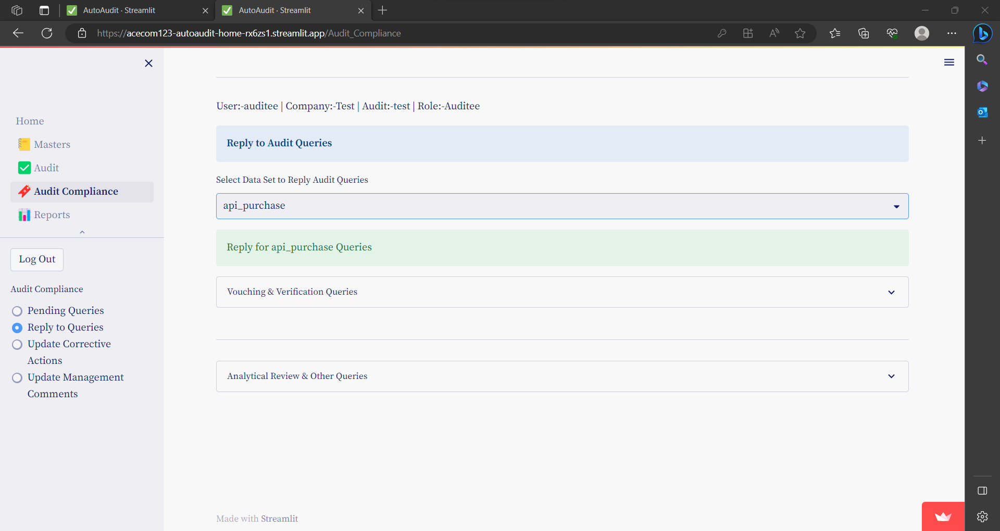 AutoAudit · Streamlit
AutoAudit · Streamlit
https://acecom123-autoaudit-home-rx6zs1.streamlit.app/Audit_Compliance
Home
Masters
Audit
Audit Compliance
Reports
Log Out
Audit Compliance
Pending Queries
Reply to Queries
Update Corrective
Actions
Update Management
Comments
User:-auditee | Company:-Test | Audit:-test | Role:-Auditee
Reply to Audit Queries
Select Data Set to Reply Audit Queries
api_purchase
Reply for api_purchase Queries
Vouching & Verification Queries
Analytical Review & Other Queries
Made with Streamlit